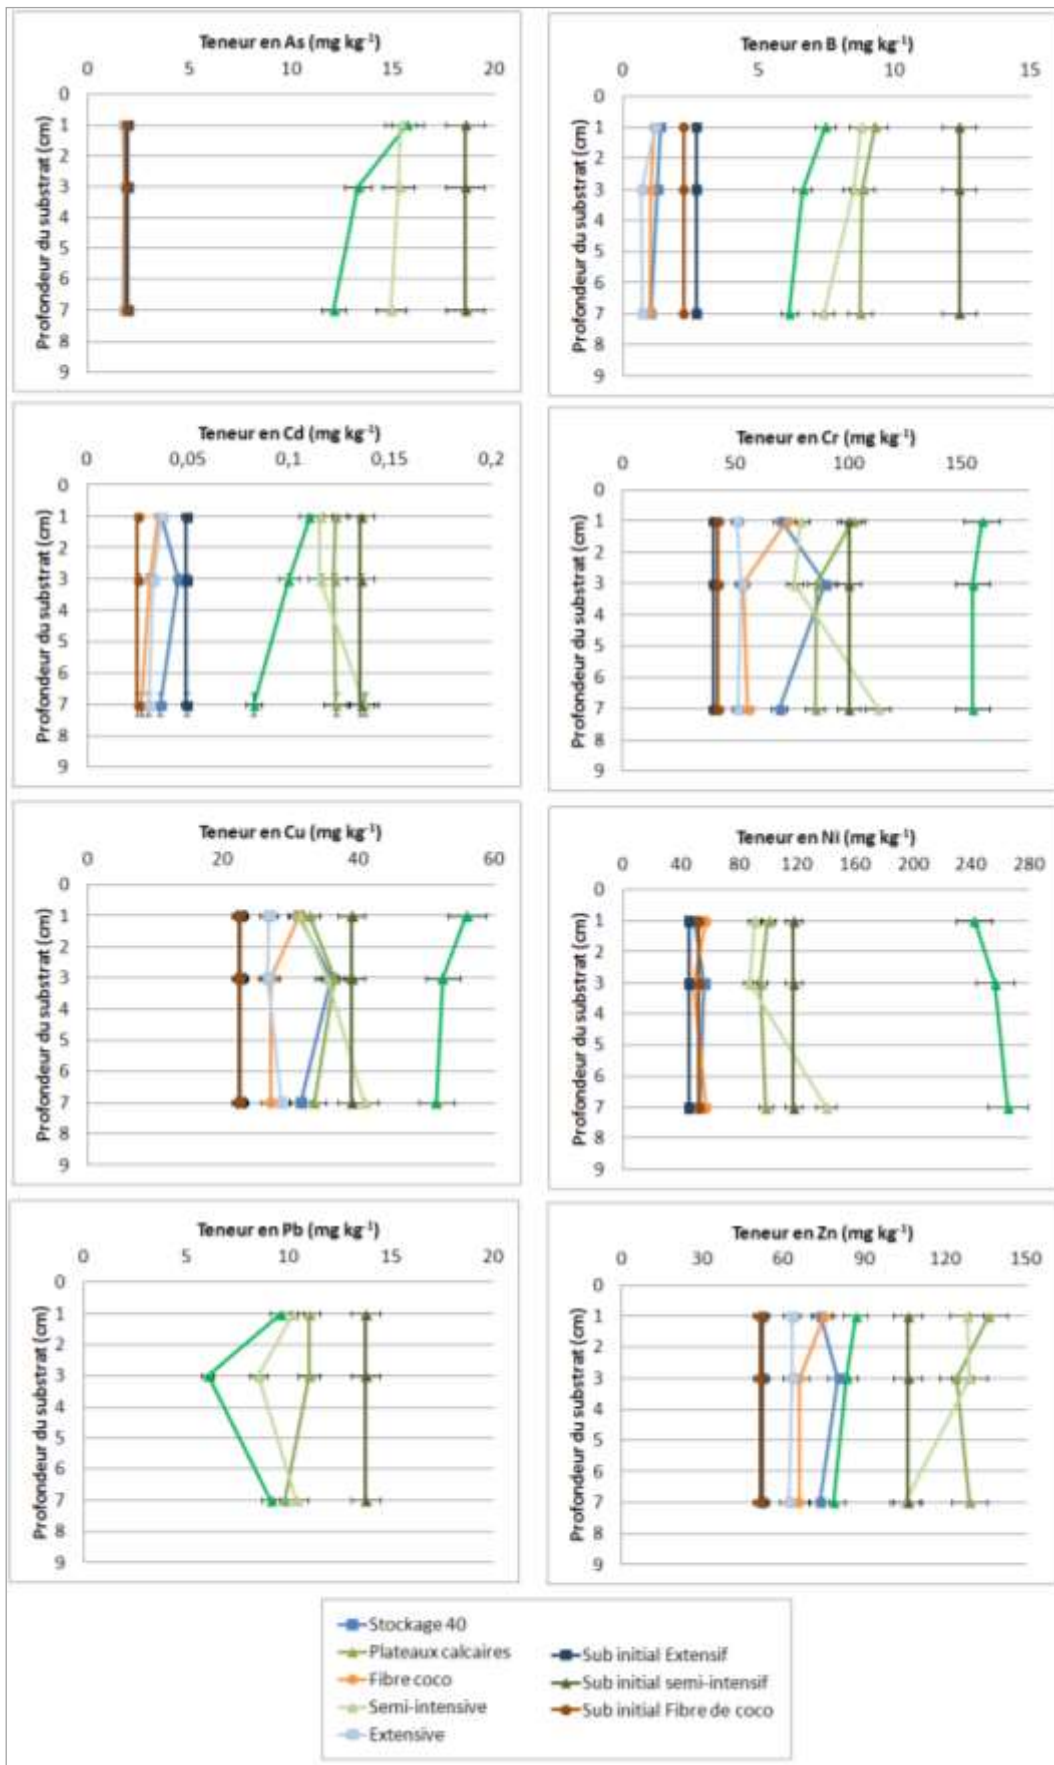 Teneur en As (mg kg⁻¹)
0 5 10 15 20
Profondeur du substrat (cm)
0
1
2
3
4
5
6
7
8
9
Teneur en B (mg kg⁻¹)
0 5 10 15
Profondeur du substrat (cm)
0
1
2
3
4
5
6
7
8
9
Teneur en Cd (mg kg⁻¹)
0 0,05 0,1 0,15 0,2
Profondeur du substrat (cm)
0
1
2
3
4
5
6
7
8
9
Teneur en Cr (mg kg⁻¹)
0 50 100 150
Profondeur du substrat (cm)
0
1
2
3
4
5
6
7
8
9
Teneur en Cu (mg kg⁻¹)
0 20 40 60
Profondeur du substrat (cm)
0
1
2
3
4
5
6
7
8
9
Teneur en Ni (mg kg⁻¹)
0 40 80 120 160 200 240 280
Profondeur du substrat (cm)
0
1
2
3
4
5
6
7
8
9
Teneur en Pb (mg kg⁻¹)
0 5 10 15 20
Profondeur du substrat (cm)
0
1
2
3
4
5
6
7
8
9
Teneur en Zn (mg kg⁻¹)
0 30 60 90 120 150
Profondeur du substrat (cm)
0
1
2
3
4
5
6
7
8
9
Stockage 40
Plateaux calcaires
Fibre coco
Semi-intensive
Extensive
Sub initial Extensif
Sub initial semi-intensif
Sub initial Fibre de coco